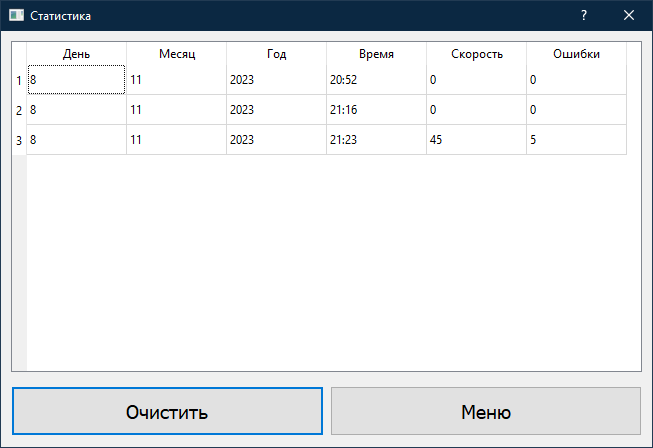 Статистика ?
День Месяц Год Время Скорость Ошибки
1 8 11 2023 20:52 0 0
2 8 11 2023 21:16 0 0
3 8 11 2023 21:23 45 5
Очистить Меню